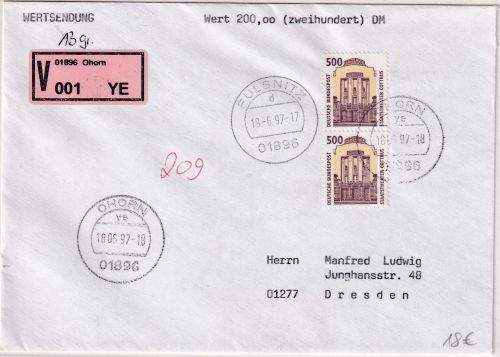 WERTSENDUNG
Wert 200,oo (zweihundert) DM
13 gr.
01896 Ohorn
V
001 YE
500
DEUTSCHE BUNDESPOST
STAATSTHEATER COTTBUS
500
DEUTSCHE BUNDESPOST
STAATSTHEATER COTTBUS
PULSNITZ
d
18-6.97-17
01896
OHORN
ye
18.06.97-18
01896
209
OHORN
ye
18.06.97-18
01896
Herrn Manfred Ludwig
Junghansstr. 48
01277 Dresden
18€